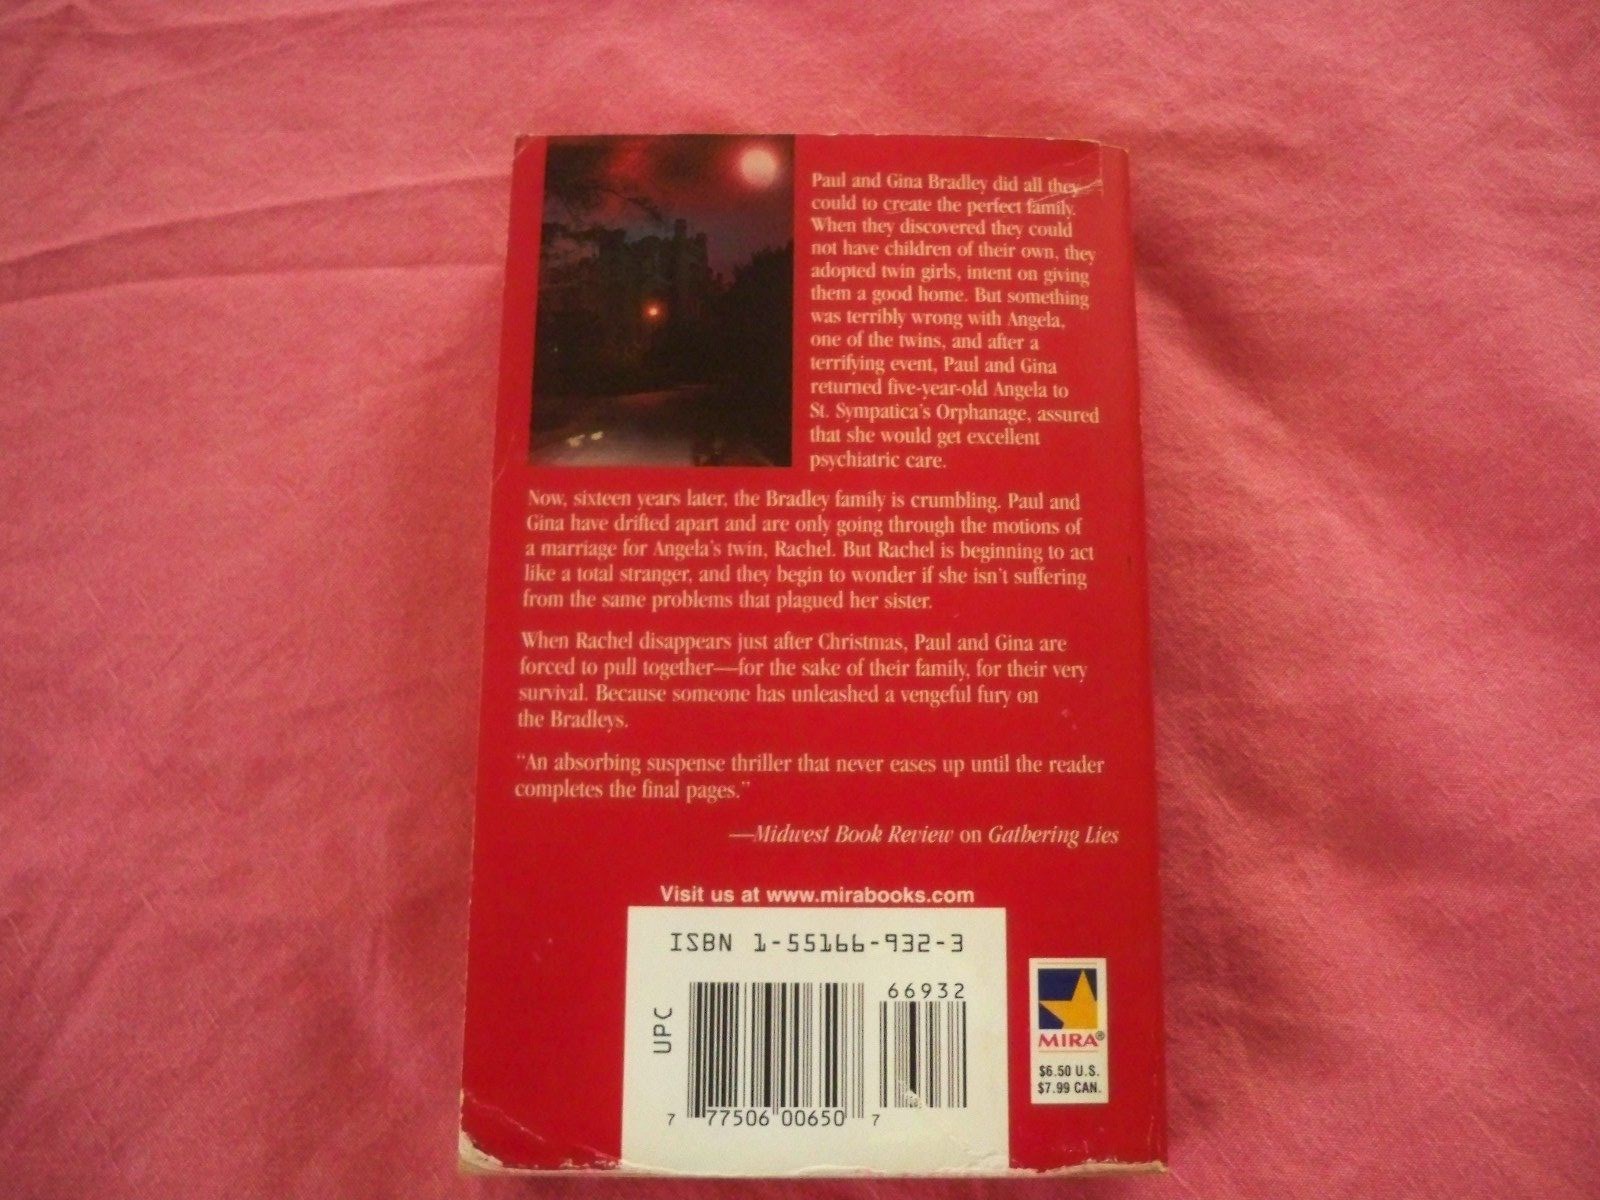 Paul and Gina Bradley did all they
could to create the perfect family.
When they discovered they could
not have children of their own, they
adopted twin girls, intent on giving
them a good home. But something
was terribly wrong with Angela,
one of the twins, and after a
terrifying event, Paul and Gina
returned five-year-old Angela to
St. Sympatica's Orphanage, assured
that she would get excellent
psychiatric care.
Now, sixteen years later, the Bradley family is crumbling. Paul and
Gina have drifted apart and are only going through the motions of
a marriage for Angela's twin, Rachel. But Rachel is beginning to act
like a total stranger, and they begin to wonder if she isn't suffering
from the same problems that plagued her sister.
When Rachel disappears just after Christmas, Paul and Gina are
forced to pull together—for the sake of their family, for their very
survival. Because someone has unleashed a vengeful fury on
the Bradleys.
"An absorbing suspense thriller that never eases up until the reader
completes the final pages."
—Midwest Book Review on Gathering Lies
Visit us at www.mirabooks.com
ISBN 1-55166-932-3
66932
UPC
7 77506 00650 7
MIRA®
$6.50 U.S.
$7.99 CAN.